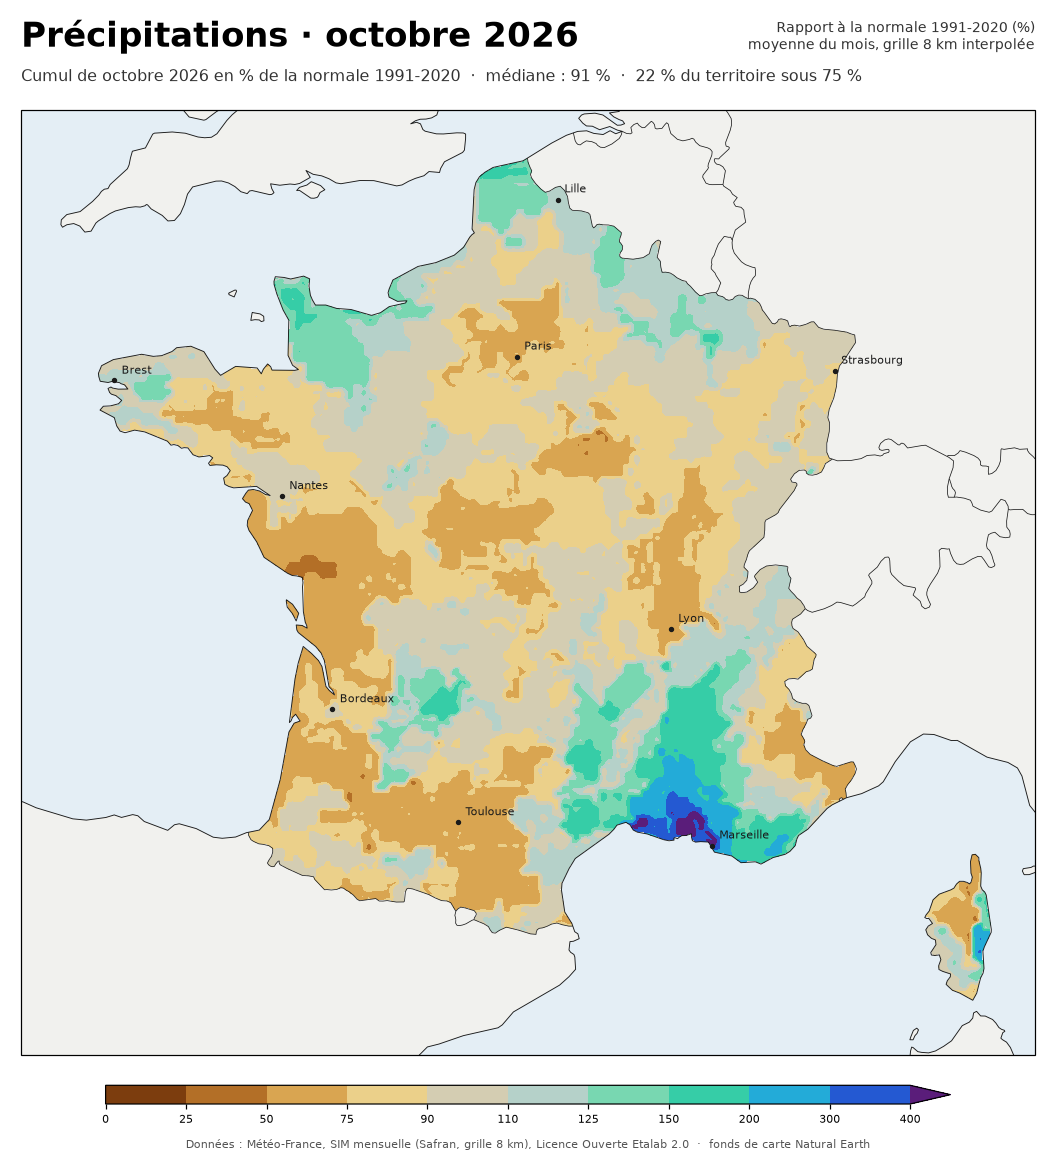 Précipitations · octobre 2026
Rapport à la normale 1991-2020 (%)
moyenne du mois, grille 8 km interpolée
Cumul de octobre 2026 en % de la normale 1991-2020 · médiane : 91 % · 22 % du territoire sous 75 %
Lille
Paris
Strasbourg
Brest
Nantes
Lyon
Bordeaux
Toulouse
Marseille
0 25 50 75 90 110 125 150 200 300 400
Données : Météo-France, SIM mensuelle (Safran, grille 8 km), Licence Ouverte Etalab 2.0 · fonds de carte Natural Earth